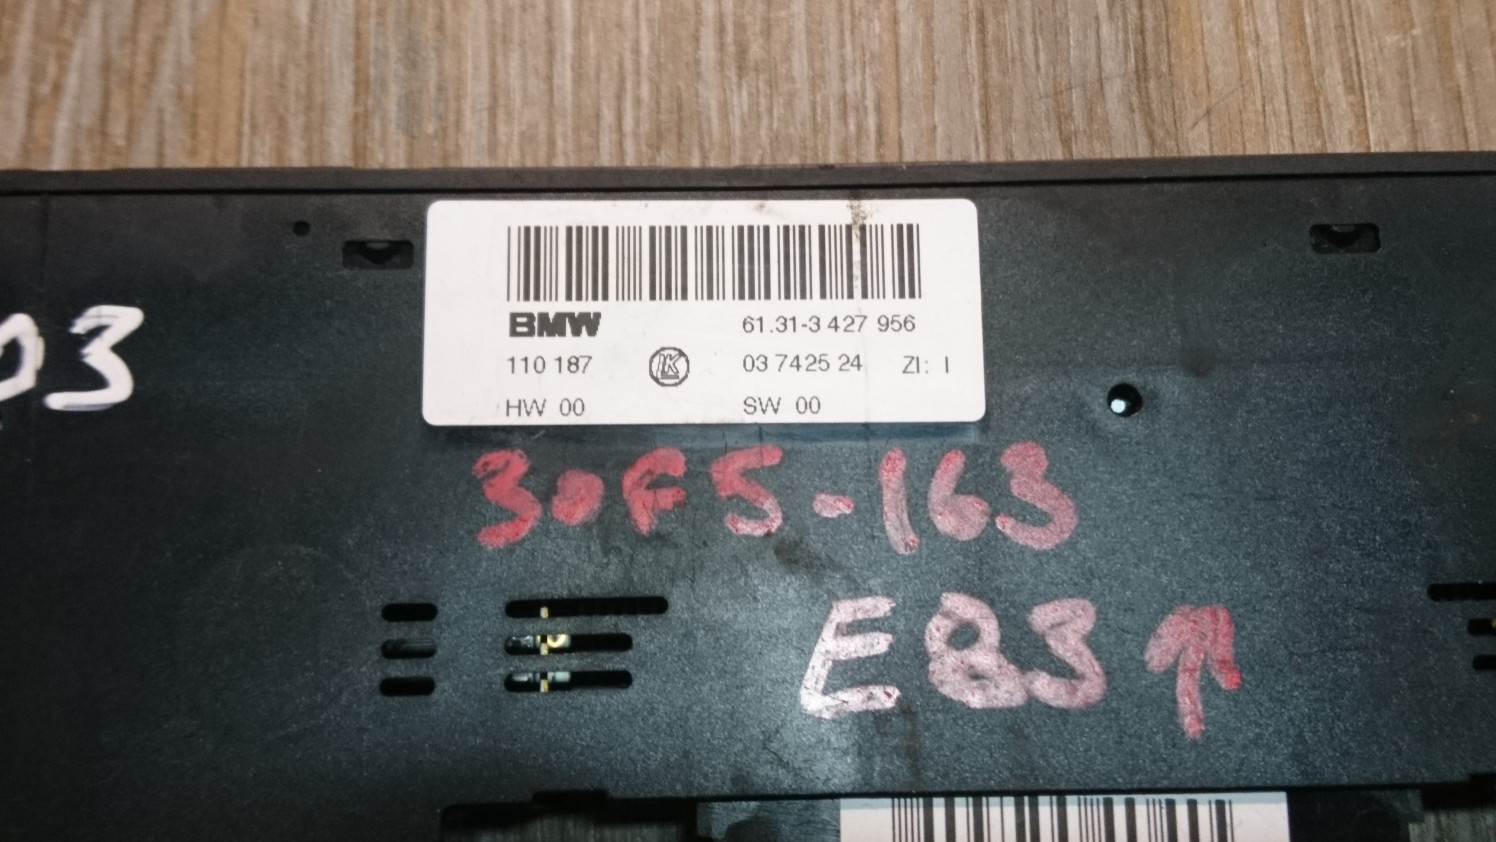 BMW 61.31-3 427 956
110 187 LK 03 7425 24 ZI: I
HW 00 SW 00
03
30F5-163
E83↑